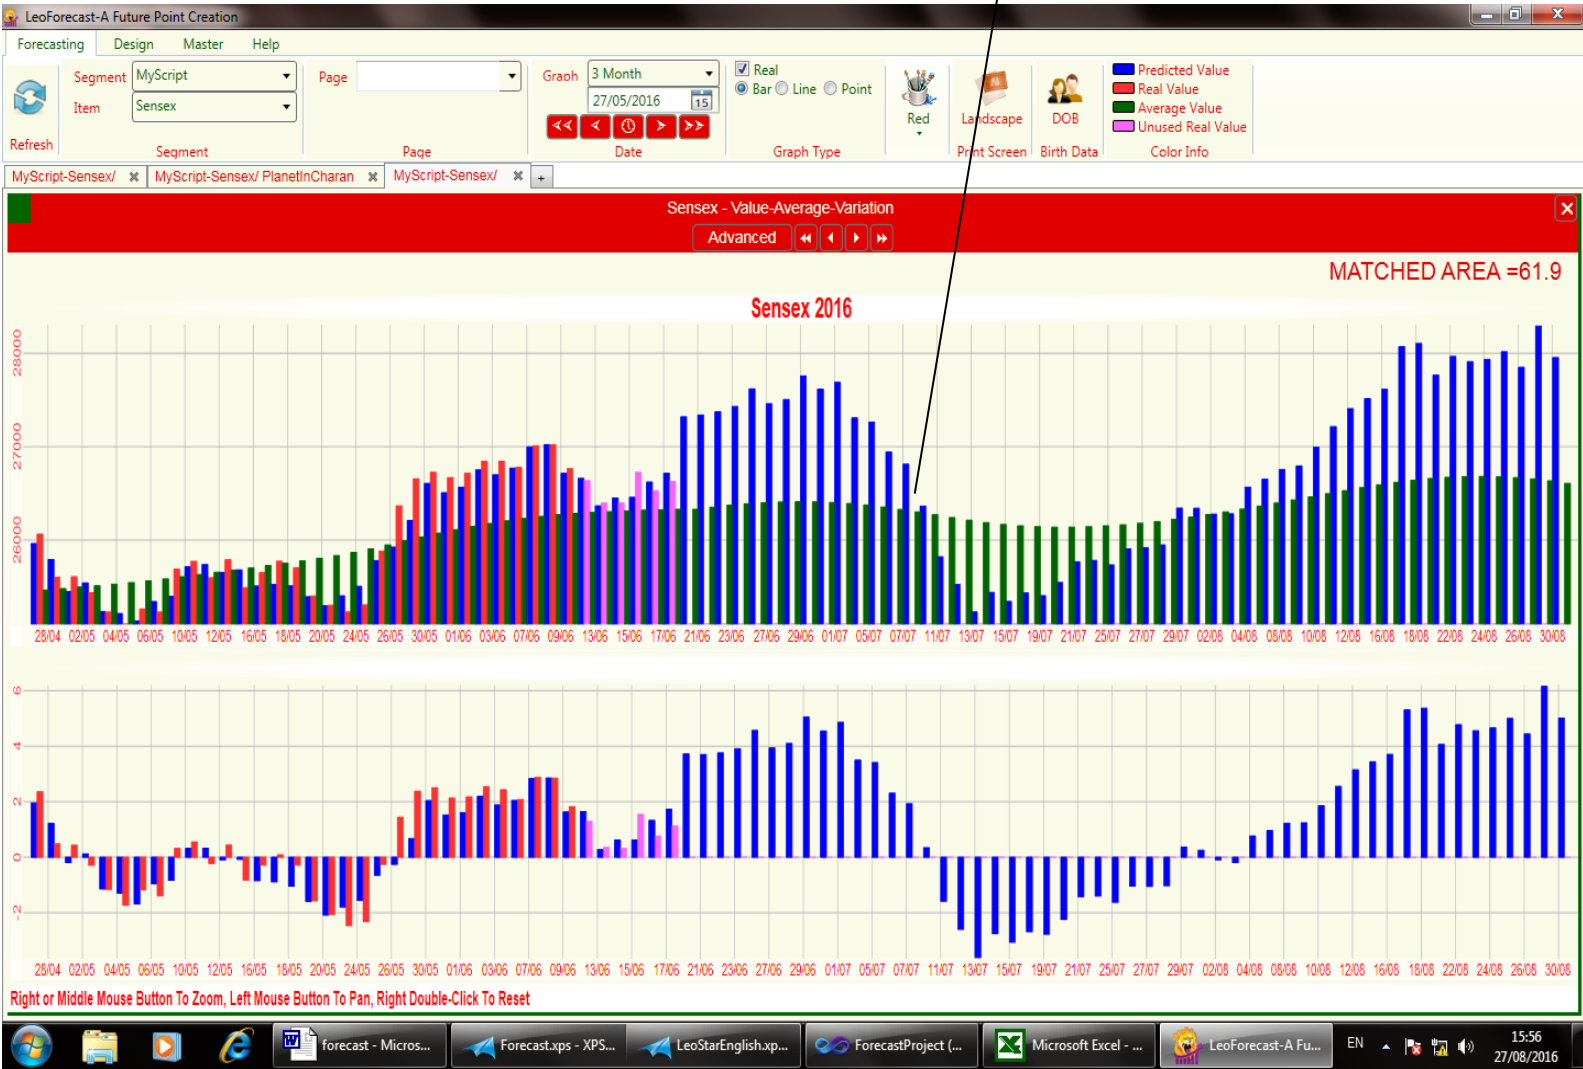 LeoForecast-A Future Point Creation
Forecasting Design Master Help
Segment MyScript
Item Sensex
Refresh
Segment
Page
Page
Graph 3 Month
27/05/2016 15
Date
Real
Bar Line Point
Graph Type
Red
Landscape
Print Screen
DOB
Birth Data
Predicted Value
Real Value
Average Value
Unused Real Value
Color Info
MyScript-Sensex/ MyScript-Sensex/ PlanetInCharan MyScript-Sensex/ +
Sensex - Value-Average-Variation
Advanced
MATCHED AREA =61.9
Sensex 2016
28000
27000
26000
28/04 02/05 04/05 06/05 10/05 12/05 16/05 18/05 20/05 24/05 26/05 30/05 01/06 03/06 07/06 09/06 13/06 15/06 17/06 21/06 23/06 27/06 29/06 01/07 05/07 07/07 11/07 13/07 15/07 19/07 21/07 25/07 27/07 29/07 02/08 04/08 08/08 10/08 12/08 16/08 18/08 22/08 24/08 26/08 30/08
6
4
2
0
-2
28/04 02/05 04/05 06/05 10/05 12/05 16/05 18/05 20/05 24/05 26/05 30/05 01/06 03/06 07/06 09/06 13/06 15/06 17/06 21/06 23/06 27/06 29/06 01/07 05/07 07/07 11/07 13/07 15/07 19/07 21/07 25/07 27/07 29/07 02/08 04/08 08/08 10/08 12/08 16/08 18/08 22/08 24/08 26/08 30/08
Right or Middle Mouse Button To Zoom, Left Mouse Button To Pan, Right Double-Click To Reset
forecast - Micros... Forecast.xps - XPS... LeoStarEnglish.xp... ForecastProject (... Microsoft Excel - ... LeoForecast-A Fu... EN 15:56
27/08/2016